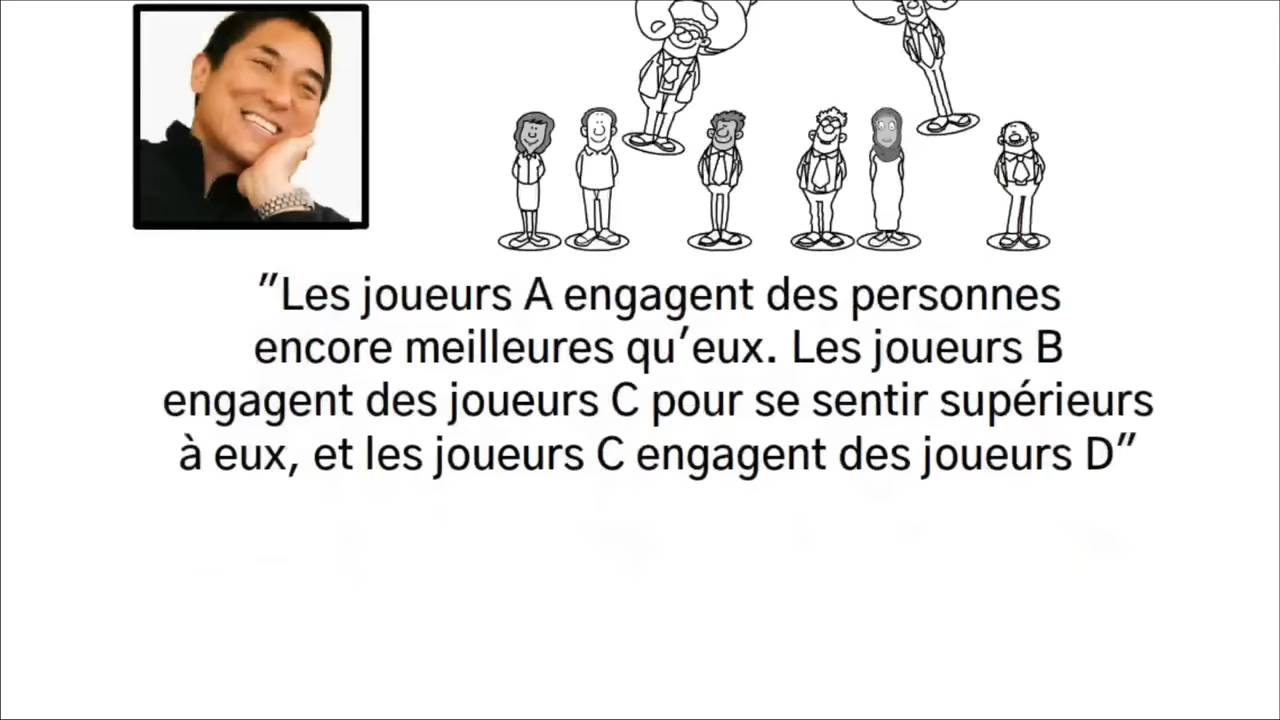 "Les joueurs A engagent des personnes
encore meilleures qu'eux. Les joueurs B
engagent des joueurs C pour se sentir supérieurs
à eux, et les joueurs C engagent des joueurs D"